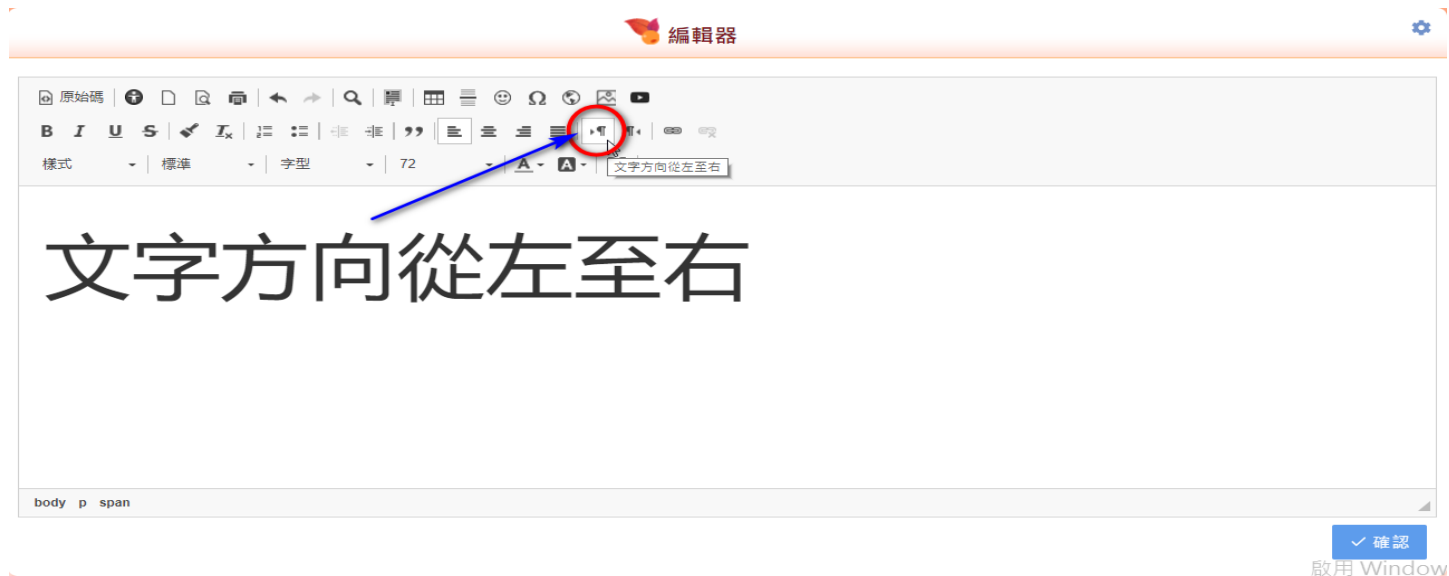 編輯器
原始碼
B I U S Ix
樣式 標準 字型 72 A A
文字方向從左至右
文字方向從左至右
body p span
確認
啟用 Window